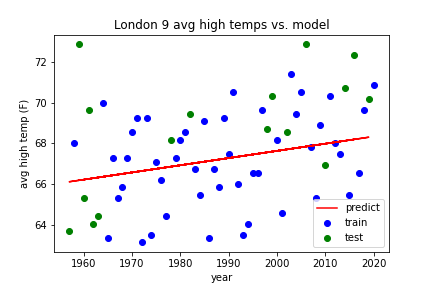 London 9 avg high temps vs. model
avg high temp (F)
72
70
68
66
64
predict
train
test
1960 1970 1980 1990 2000 2010 2020
year